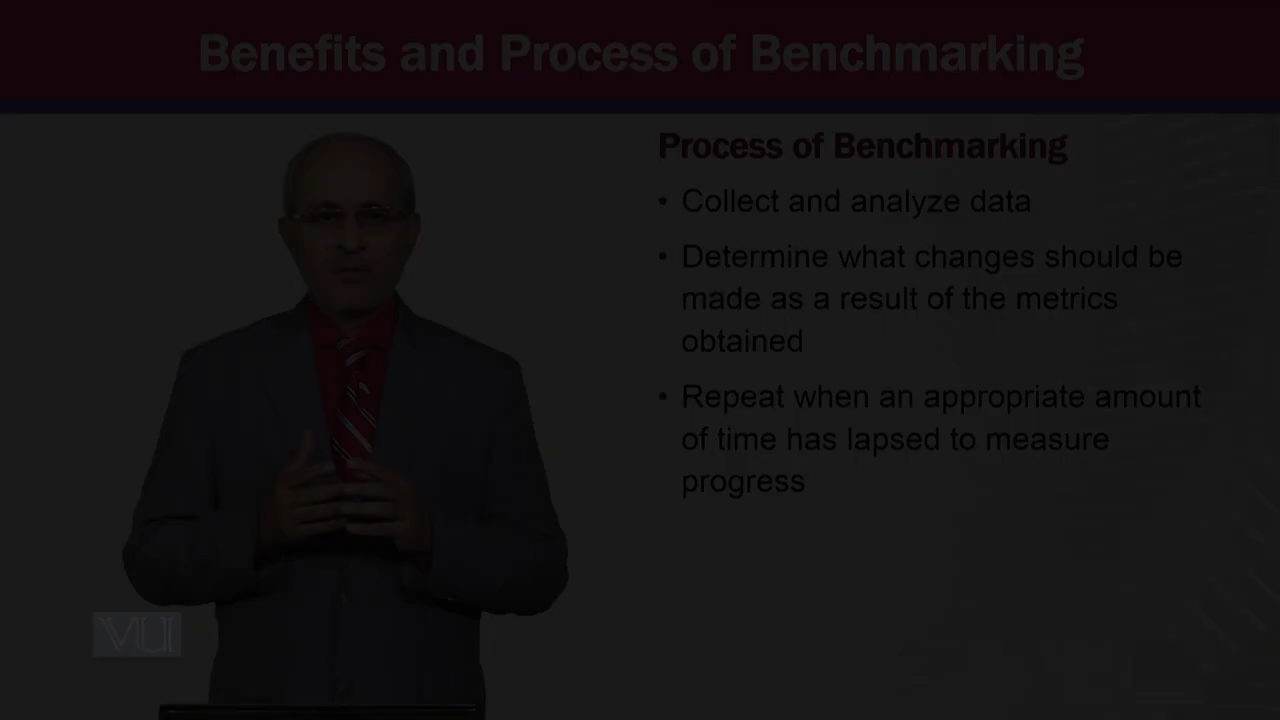 Benefits and Process of Benchmarking
Process of Benchmarking
• Collect and analyze data
• Determine what changes should be
made as a result of the metrics
obtained
• Repeat when an appropriate amount
of time has lapsed to measure
progress
VU